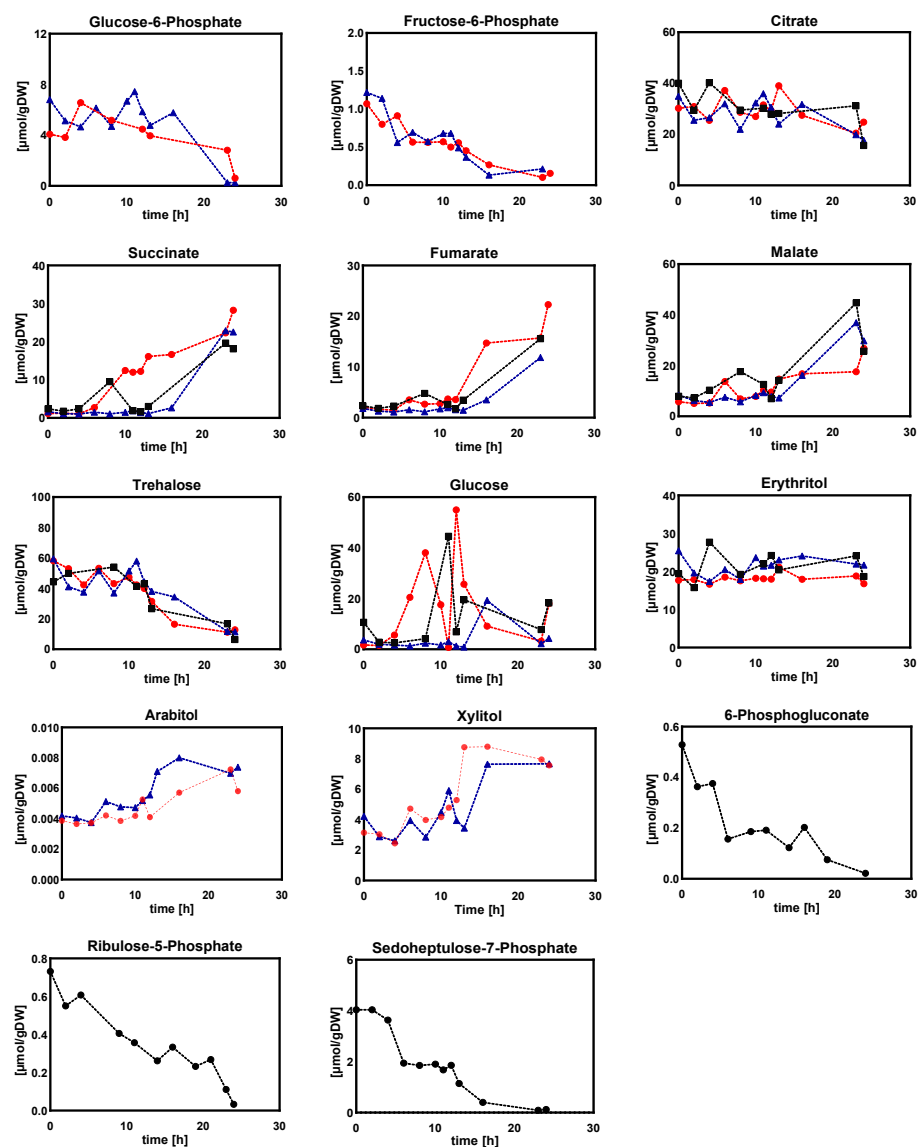 Glucose-6-Phosphate
12
8
4
0
[µmol/gDW]
0 10 20 30
time [h]
Fructose-6-Phosphate
2.0
1.5
1.0
0.5
0.0
[µmol/gDW]
0 10 20 30
time [h]
Citrate
60
40
20
0
[µmol/gDW]
0 10 20 30
time [h]
Succinate
40
30
20
10
0
[µmol/gDW]
0 10 20 30
time [h]
Fumarate
30
20
10
0
[µmol/gDW]
0 10 20 30
time [h]
Malate
60
40
20
0
[µmol/gDW]
0 10 20 30
time [h]
Trehalose
100
80
60
40
20
0
[µmol/gDW]
0 10 20 30
time [h]
Glucose
60
40
20
0
[µmol/gDW]
0 10 20 30
time [h]
Erythritol
40
30
20
10
0
[µmol/gDW]
0 10 20 30
time [h]
Arabitol
0.010
0.008
0.006
0.004
0.002
0.000
[µmol/gDW]
0 10 20 30
time [h]
Xylitol
10
8
6
4
2
0
[µmol/gDW]
0 10 20 30
Time [h]
6-Phosphogluconate
0.6
0.4
0.2
0.0
[µmol/gDW]
0 10 20 30
time [h]
Ribulose-5-Phosphate
0.8
0.6
0.4
0.2
0.0
[µmol/gDW]
0 10 20 30
time [h]
Sedoheptulose-7-Phosphate
6
4
2
0
[µmol/gDW]
0 10 20 30
time [h]